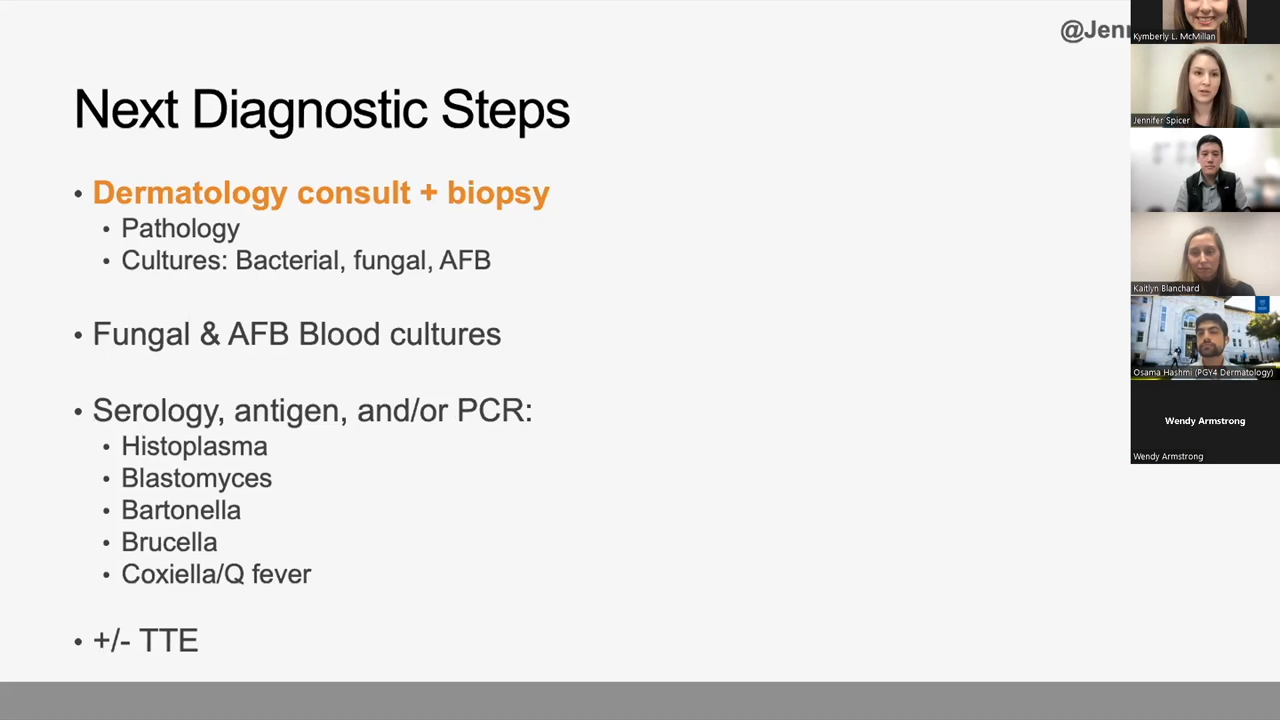 @Jenn
Next Diagnostic Steps
• Dermatology consult + biopsy
• Pathology
• Cultures: Bacterial, fungal, AFB
• Fungal & AFB Blood cultures
• Serology, antigen, and/or PCR:
• Histoplasma
• Blastomyces
• Bartonella
• Brucella
• Coxiella/Q fever
• +/- TTE
Kymberly L. McMillan
Jennifer Spicer
Kaitlyn Blanchard
Osama Hashmi (PGY4 Dermatology)
Wendy Armstrong
Wendy Armstrong